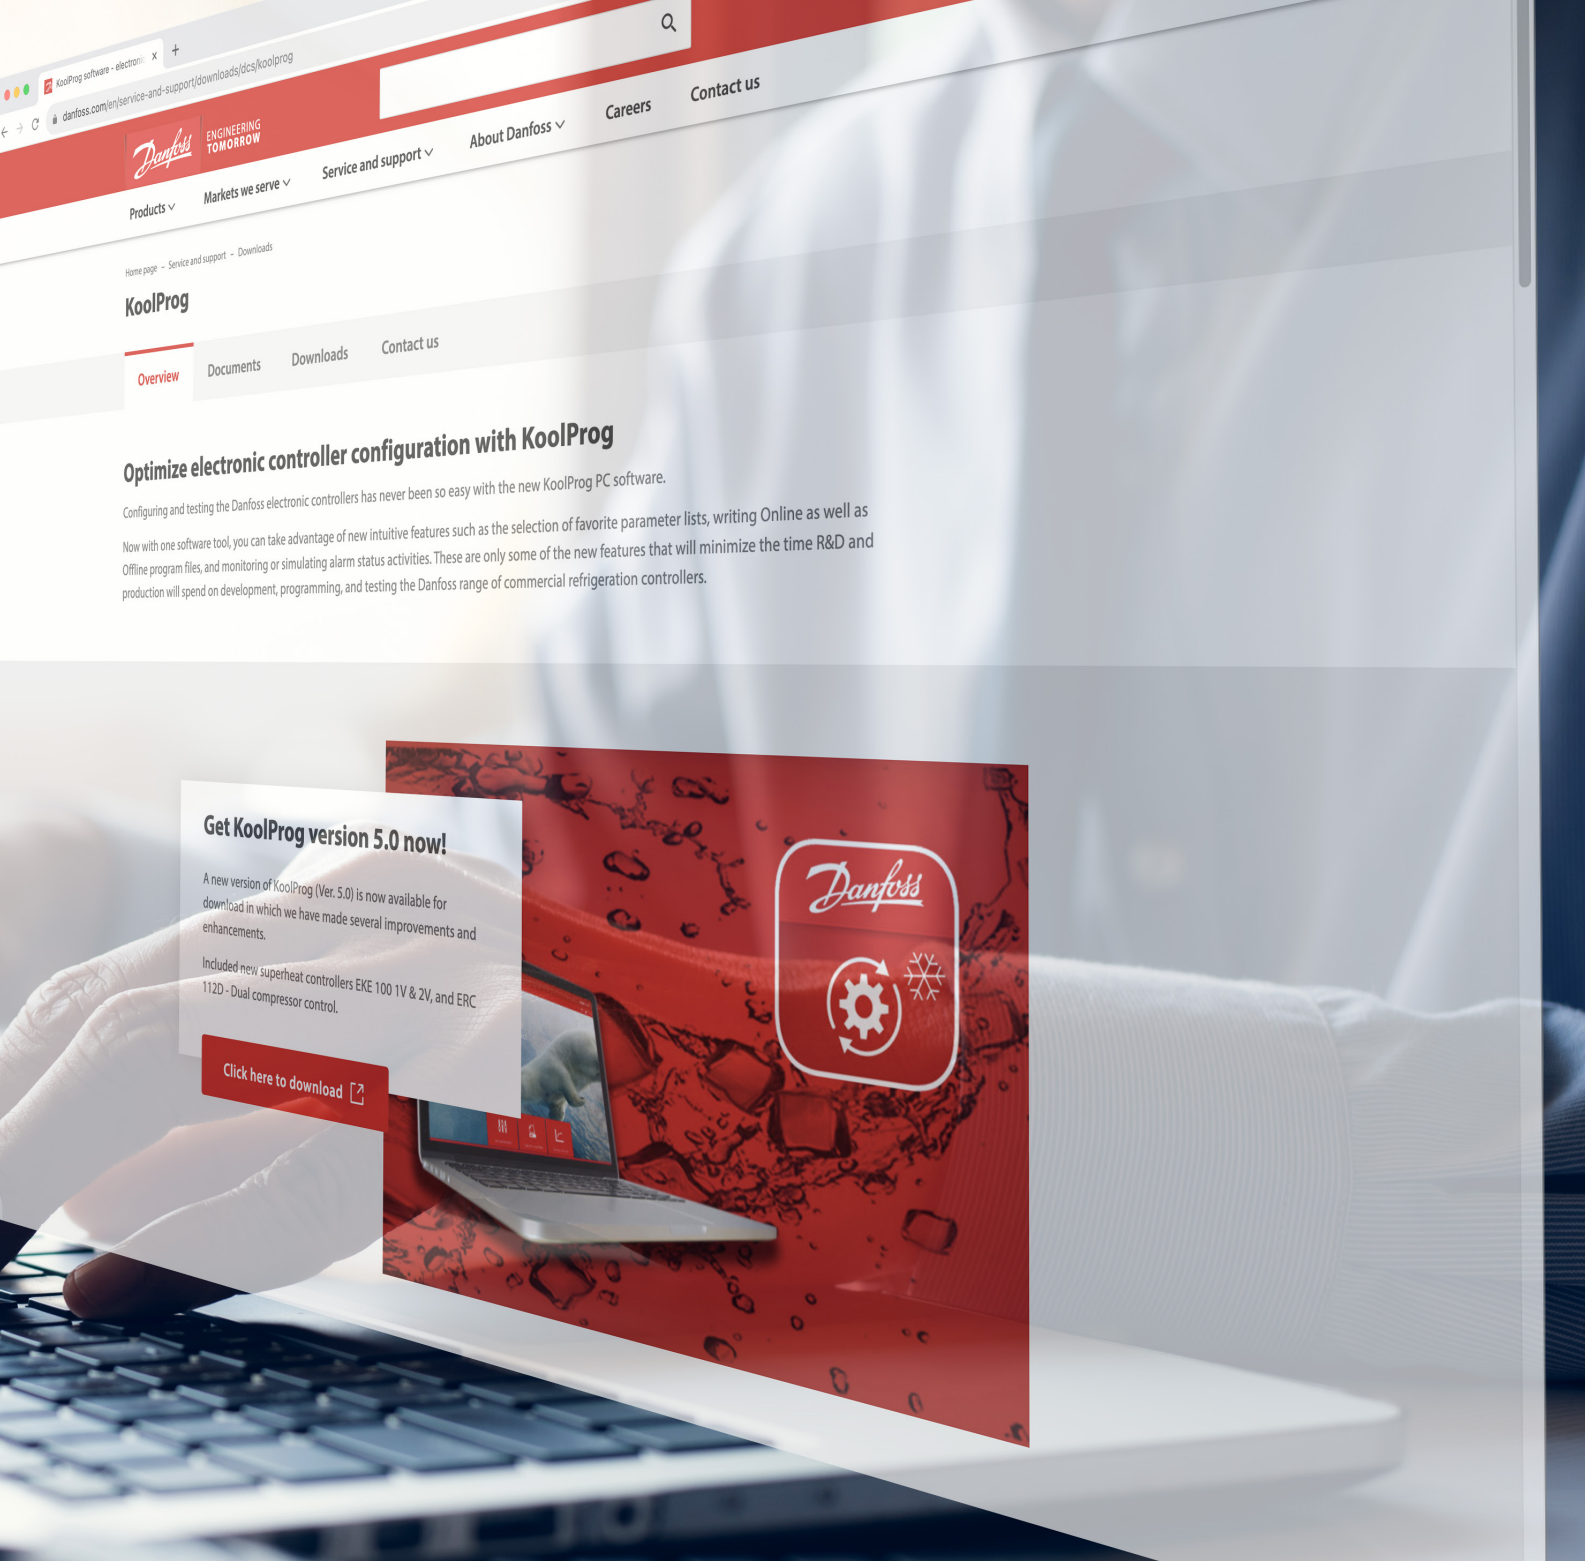 KoolProg software - electroni x +
danfoss.com/en/service-and-support/downloads/dcs/koolprog
Danfoss ENGINEERING
TOMORROW
Products Markets we serve Service and support About Danfoss Careers Contact us
Home page - Service and support - Downloads
KoolProg
Overview Documents Downloads Contact us
Optimize electronic controller configuration with KoolProg
Configuring and testing the Danfoss electronic controllers has never been so easy with the new KoolProg PC software.
Now with one software tool, you can take advantage of new intuitive features such as the selection of favorite parameter lists, writing Online as well as
Offline program files, and monitoring or simulating alarm status activities. These are only some of the new features that will minimize the time R&D and
production will spend on development, programming, and testing the Danfoss range of commercial refrigeration controllers.
Get KoolProg version 5.0 now!
A new version of KoolProg (Ver. 5.0) is now available for
download in which we have made several improvements and
enhancements.
Included new superheat controllers EKE 100 1V & 2V, and ERC
112D - Dual compressor control.
Click here to download
Danfoss